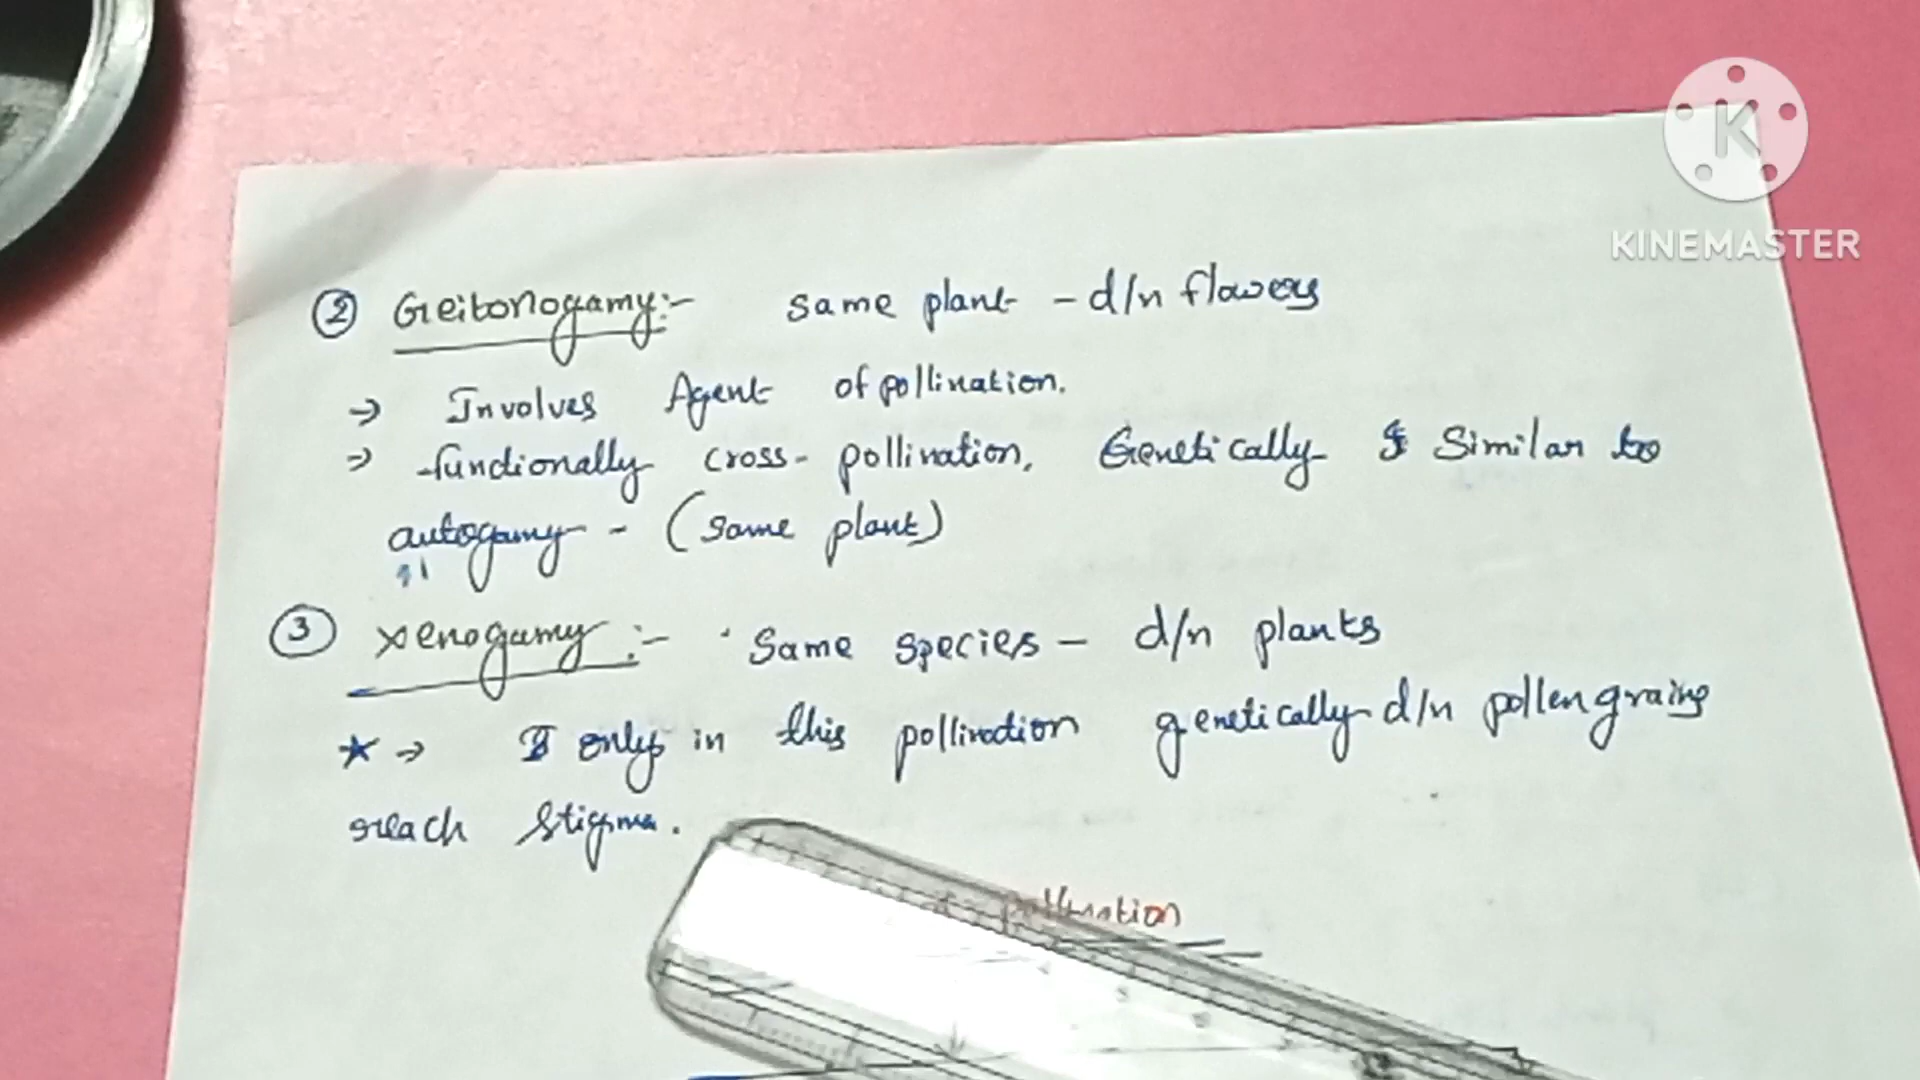 K
KINEMASTER
② Geitonogamy:- same plant - d/n flowers
→ Involves Agent of pollination.
→ functionally cross-pollination, Genetically Similar to
autogamy - (same plant)
③ Xenogamy:- Same species - d/n plants
★ → only in this pollination genetically d/n pollengrains
reach stigma.
pollination